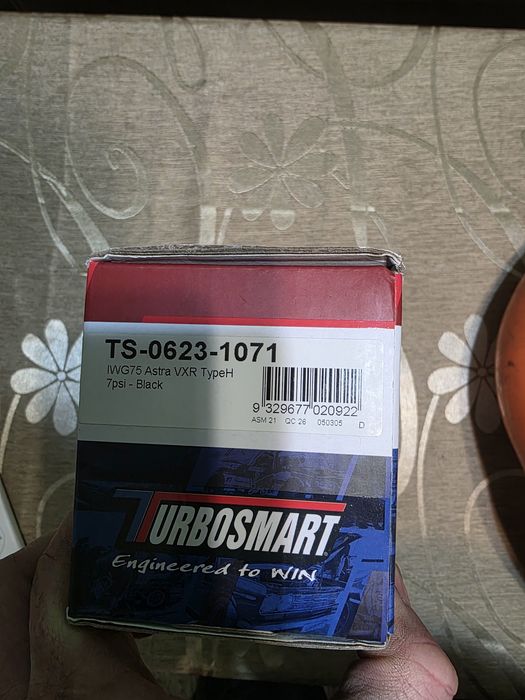 TS-0623-1071
IWG75 Astra VXR TypeH
7psi - Black
9 329677 020922
ASM 21 QC 26 050305 D
TURBOSMART®
Engineered to WIN